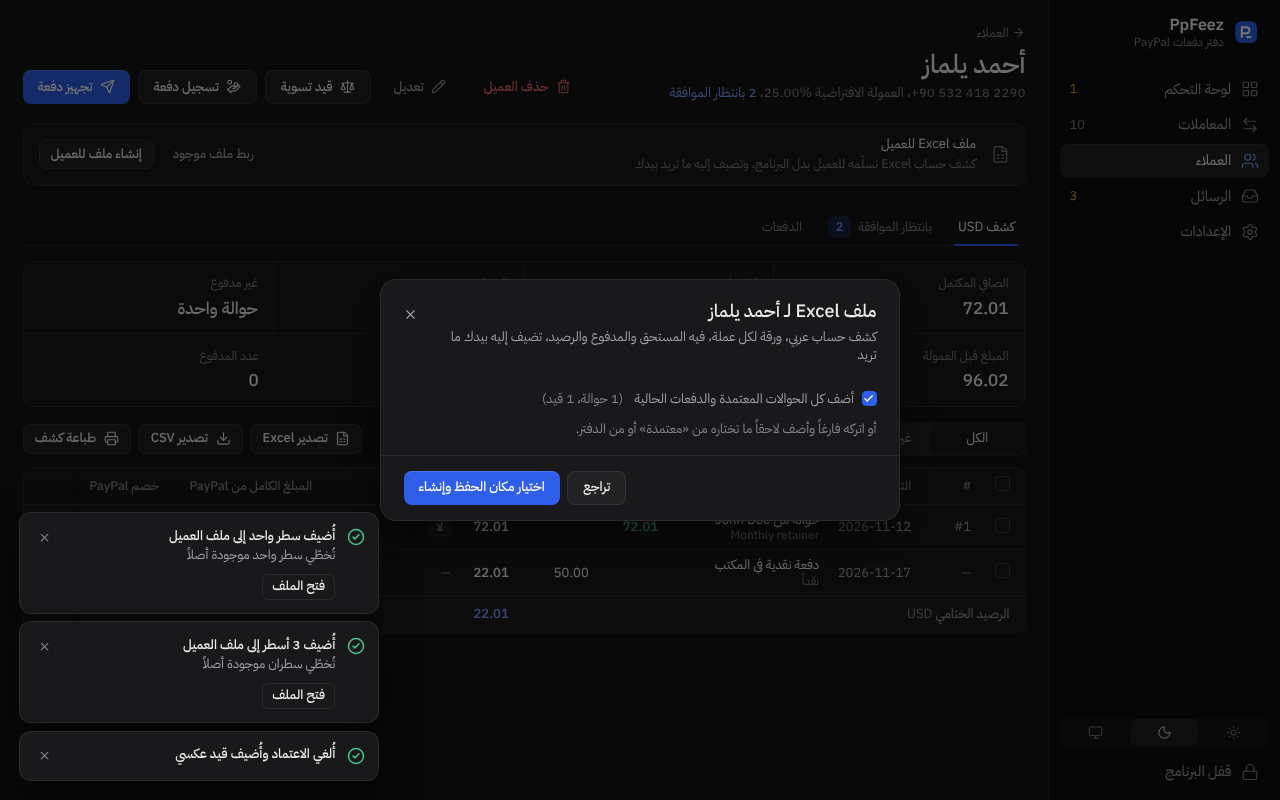 PpFeez
دفتر دفعات PayPal
لوحة التحكم 1
المعاملات 10
العملاء
الرسائل 3
الإعدادات
قفل البرنامج
العملاء
أحمد يلماز
+90 532 418 2290، العمولة الافتراضية 25.00%، 2 بانتظار الموافقة
حذف العميل
تعديل
قيد تسوية
تسجيل دفعة
تجهيز دفعة
ملف Excel للعميل
كشف حساب Excel تسلّمه للعميل بدل البرنامج، وتضيف إليه ما تريد بيدك
ربط ملف موجود
إنشاء ملف للعميل
كشف USD
بانتظار الموافقة 2
الدفعات
الصافي المكتمل
72.01
غير مدفوع
حوالة واحدة
المبلغ قبل العمولة
96.02
عدد المدفوع
0
ملف Excel لـ أحمد يلماز
كشف حساب عربي، ورقة لكل عملة، فيه المستحق والمدفوع والرصيد، تضيف إليه بيدك ما
تريد
أضف كل الحوالات المعتمدة والدفعات الحالية (1 حوالة، 1 قيد)
أو اتركه فارغاً وأضف لاحقاً ما تختاره من «معتمدة» أو من الدفتر.
تراجع
اختيار مكان الحفظ وإنشاء
الكل
تصدير Excel
تصدير CSV
طباعة كشف
# المبلغ الكامل من PayPal خصم PayPal
#1 2026-11-12 حوالة من John Doe 72.01 72.01 لا
Monthly retainer
— 2026-11-17 دفعة نقدية في المكتب 50.00 22.01 —
نقداً
الرصيد الختامي USD 22.01
أُضيف سطر واحد إلى ملف العميل
تُخطّي سطر واحد موجودة أصلاً
فتح الملف
أُضيف 3 أسطر إلى ملف العميل
تُخطّي سطران موجودة أصلاً
فتح الملف
أُلغي الاعتماد وأُضيف قيد عكسي